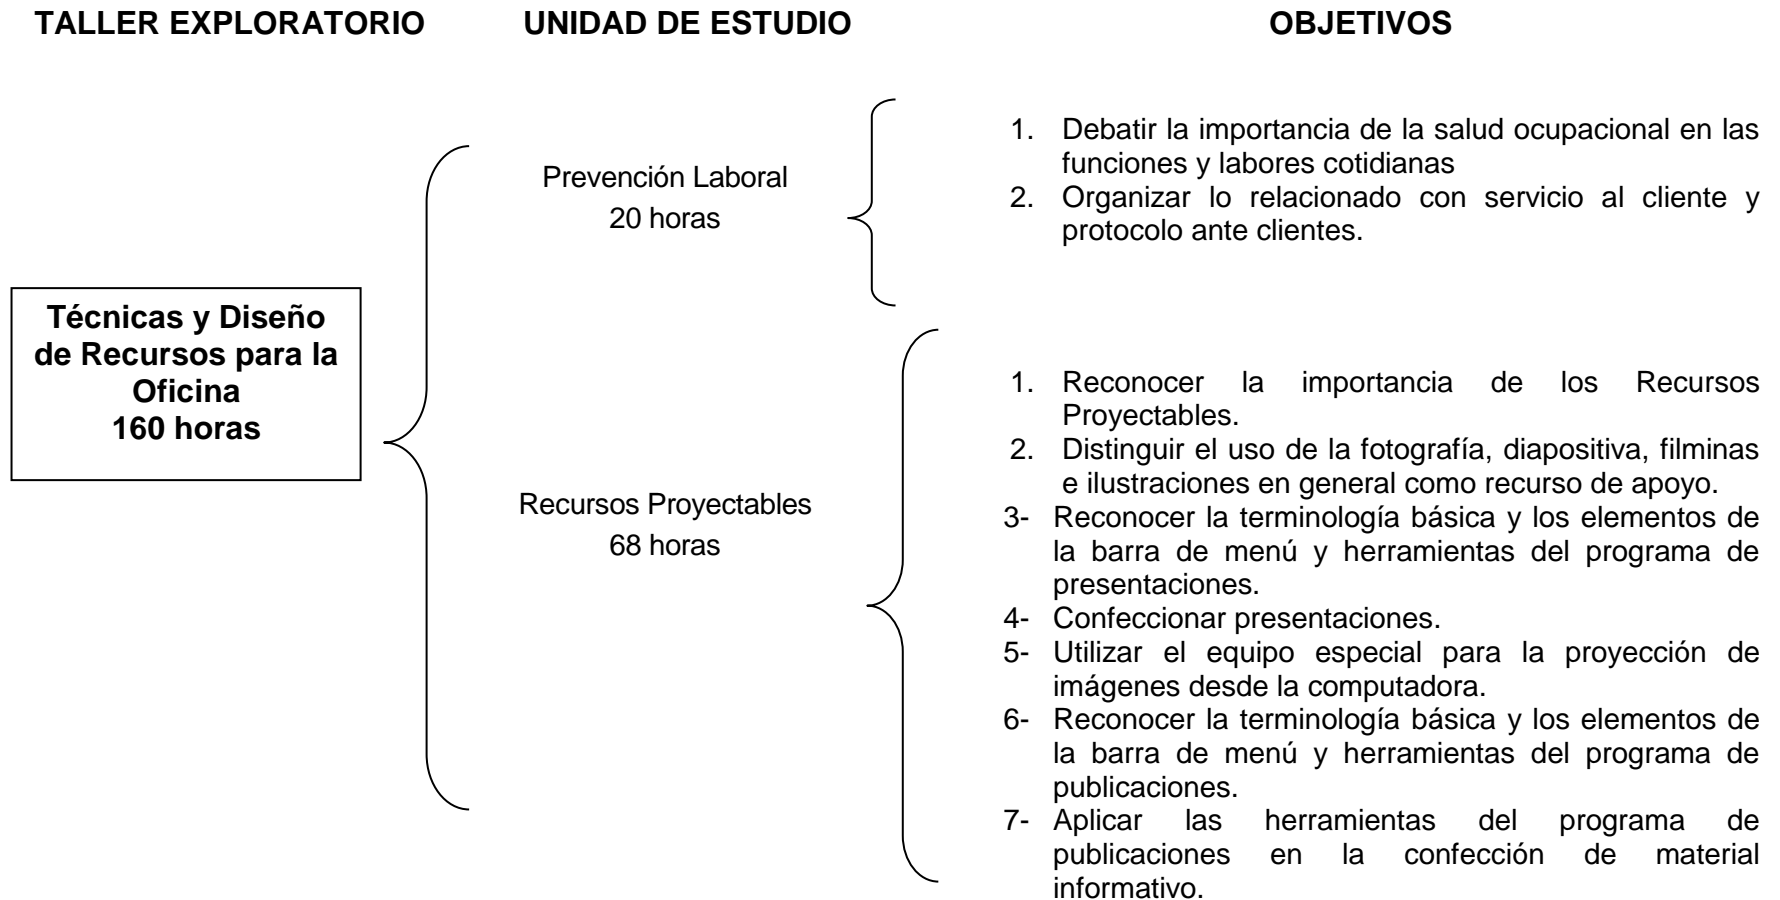 TALLER EXPLORATORIO UNIDAD DE ESTUDIO OBJETIVOS
Técnicas y Diseño
de Recursos para la
Oficina
160 horas
Prevención Laboral
20 horas
1. Debatir la importancia de la salud ocupacional en las
funciones y labores cotidianas
2. Organizar lo relacionado con servicio al cliente y
protocolo ante clientes.
Recursos Proyectables
68 horas
1. Reconocer la importancia de los Recursos
Proyectables.
2. Distinguir el uso de la fotografía, diapositiva, filminas
e ilustraciones en general como recurso de apoyo.
3- Reconocer la terminología básica y los elementos de
la barra de menú y herramientas del programa de
presentaciones.
4- Confeccionar presentaciones.
5- Utilizar el equipo especial para la proyección de
imágenes desde la computadora.
6- Reconocer la terminología básica y los elementos de
la barra de menú y herramientas del programa de
publicaciones.
7- Aplicar las herramientas del programa de
publicaciones en la confección de material
informativo.